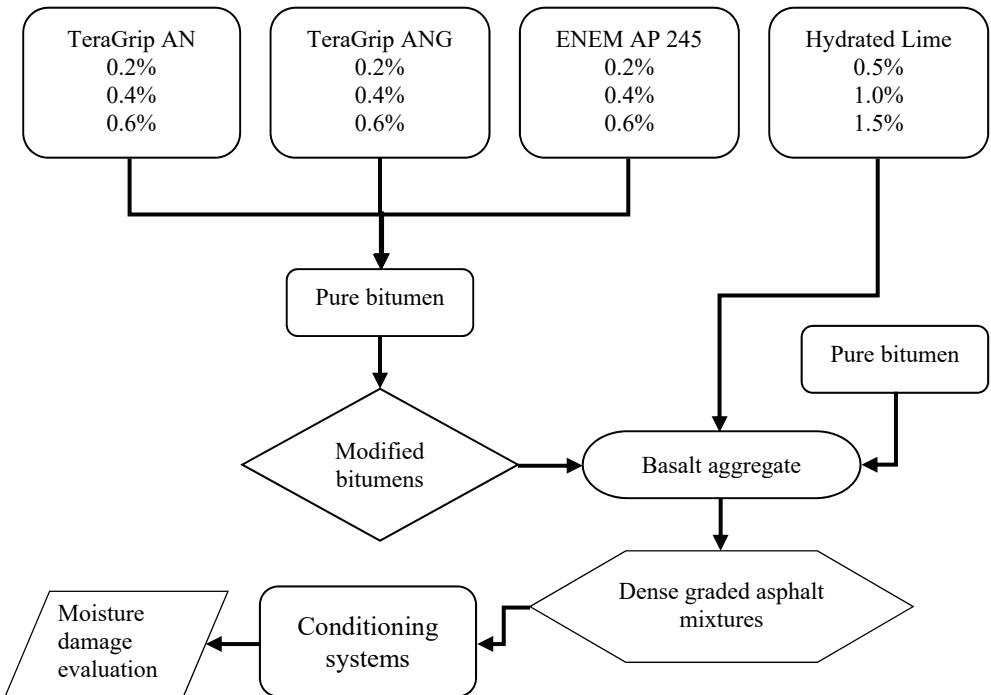 TeraGrip AN
0.2%
0.4%
0.6%
TeraGrip ANG
0.2%
0.4%
0.6%
ENEM AP 245
0.2%
0.4%
0.6%
Hydrated Lime
0.5%
1.0%
1.5%
Pure bitumen
Pure bitumen
Modified
bitumens
Basalt aggregate
Dense graded asphalt
mixtures
Conditioning
systems
Moisture
damage
evaluation